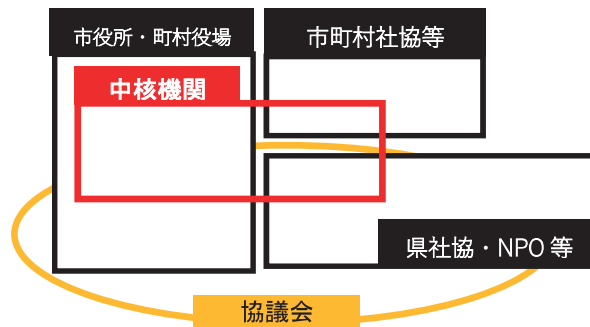 市役所・町村役場
市町村社協等
中核機関
県社協・NPO 等
協議会